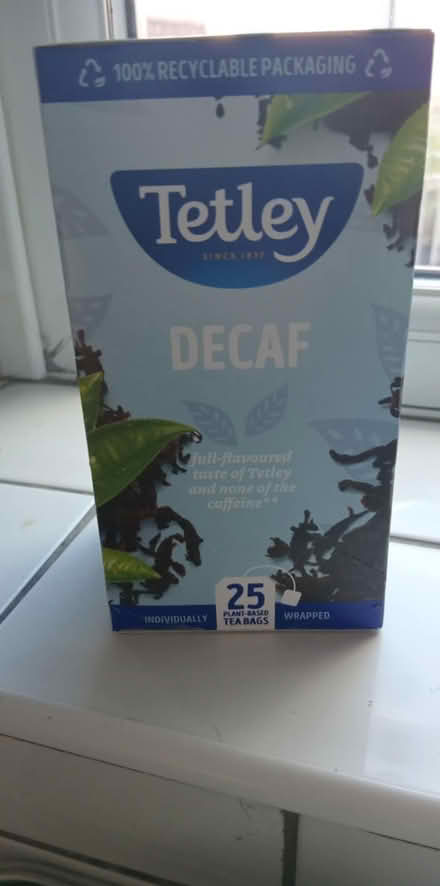 100% RECYCLABLE PACKAGING
Tetley
SINCE 1837
DECAF
full-flavoured
taste of Tetley
and none of the
caffeine**
25
PLANT-BASED
TEA BAGS
INDIVIDUALLY
WRAPPED